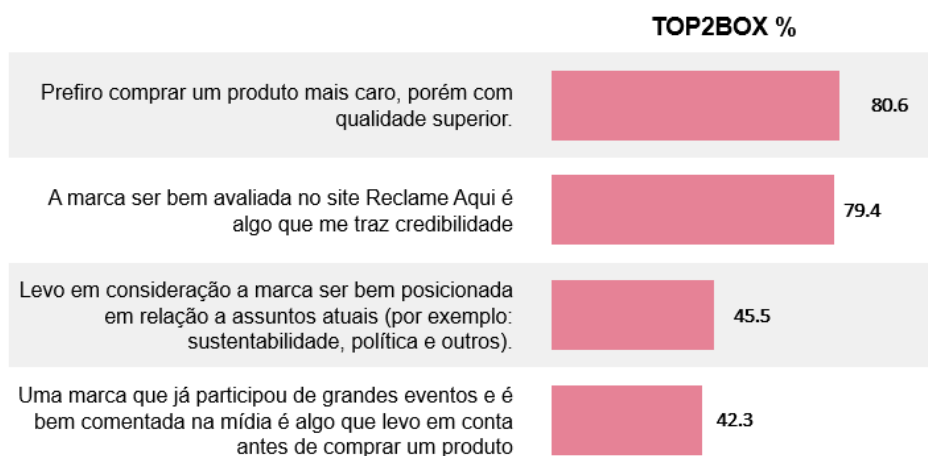 TOP2BOX %
Prefiro comprar um produto mais caro, porém com
qualidade superior.
80.6
A marca ser bem avaliada no site Reclame Aqui é
algo que me traz credibilidade
79.4
Levo em consideração a marca ser bem posicionada
em relação a assuntos atuais (por exemplo:
sustentabilidade, política e outros).
45.5
Uma marca que já participou de grandes eventos e é
bem comentada na mídia é algo que levo em conta
antes de comprar um produto
42.3